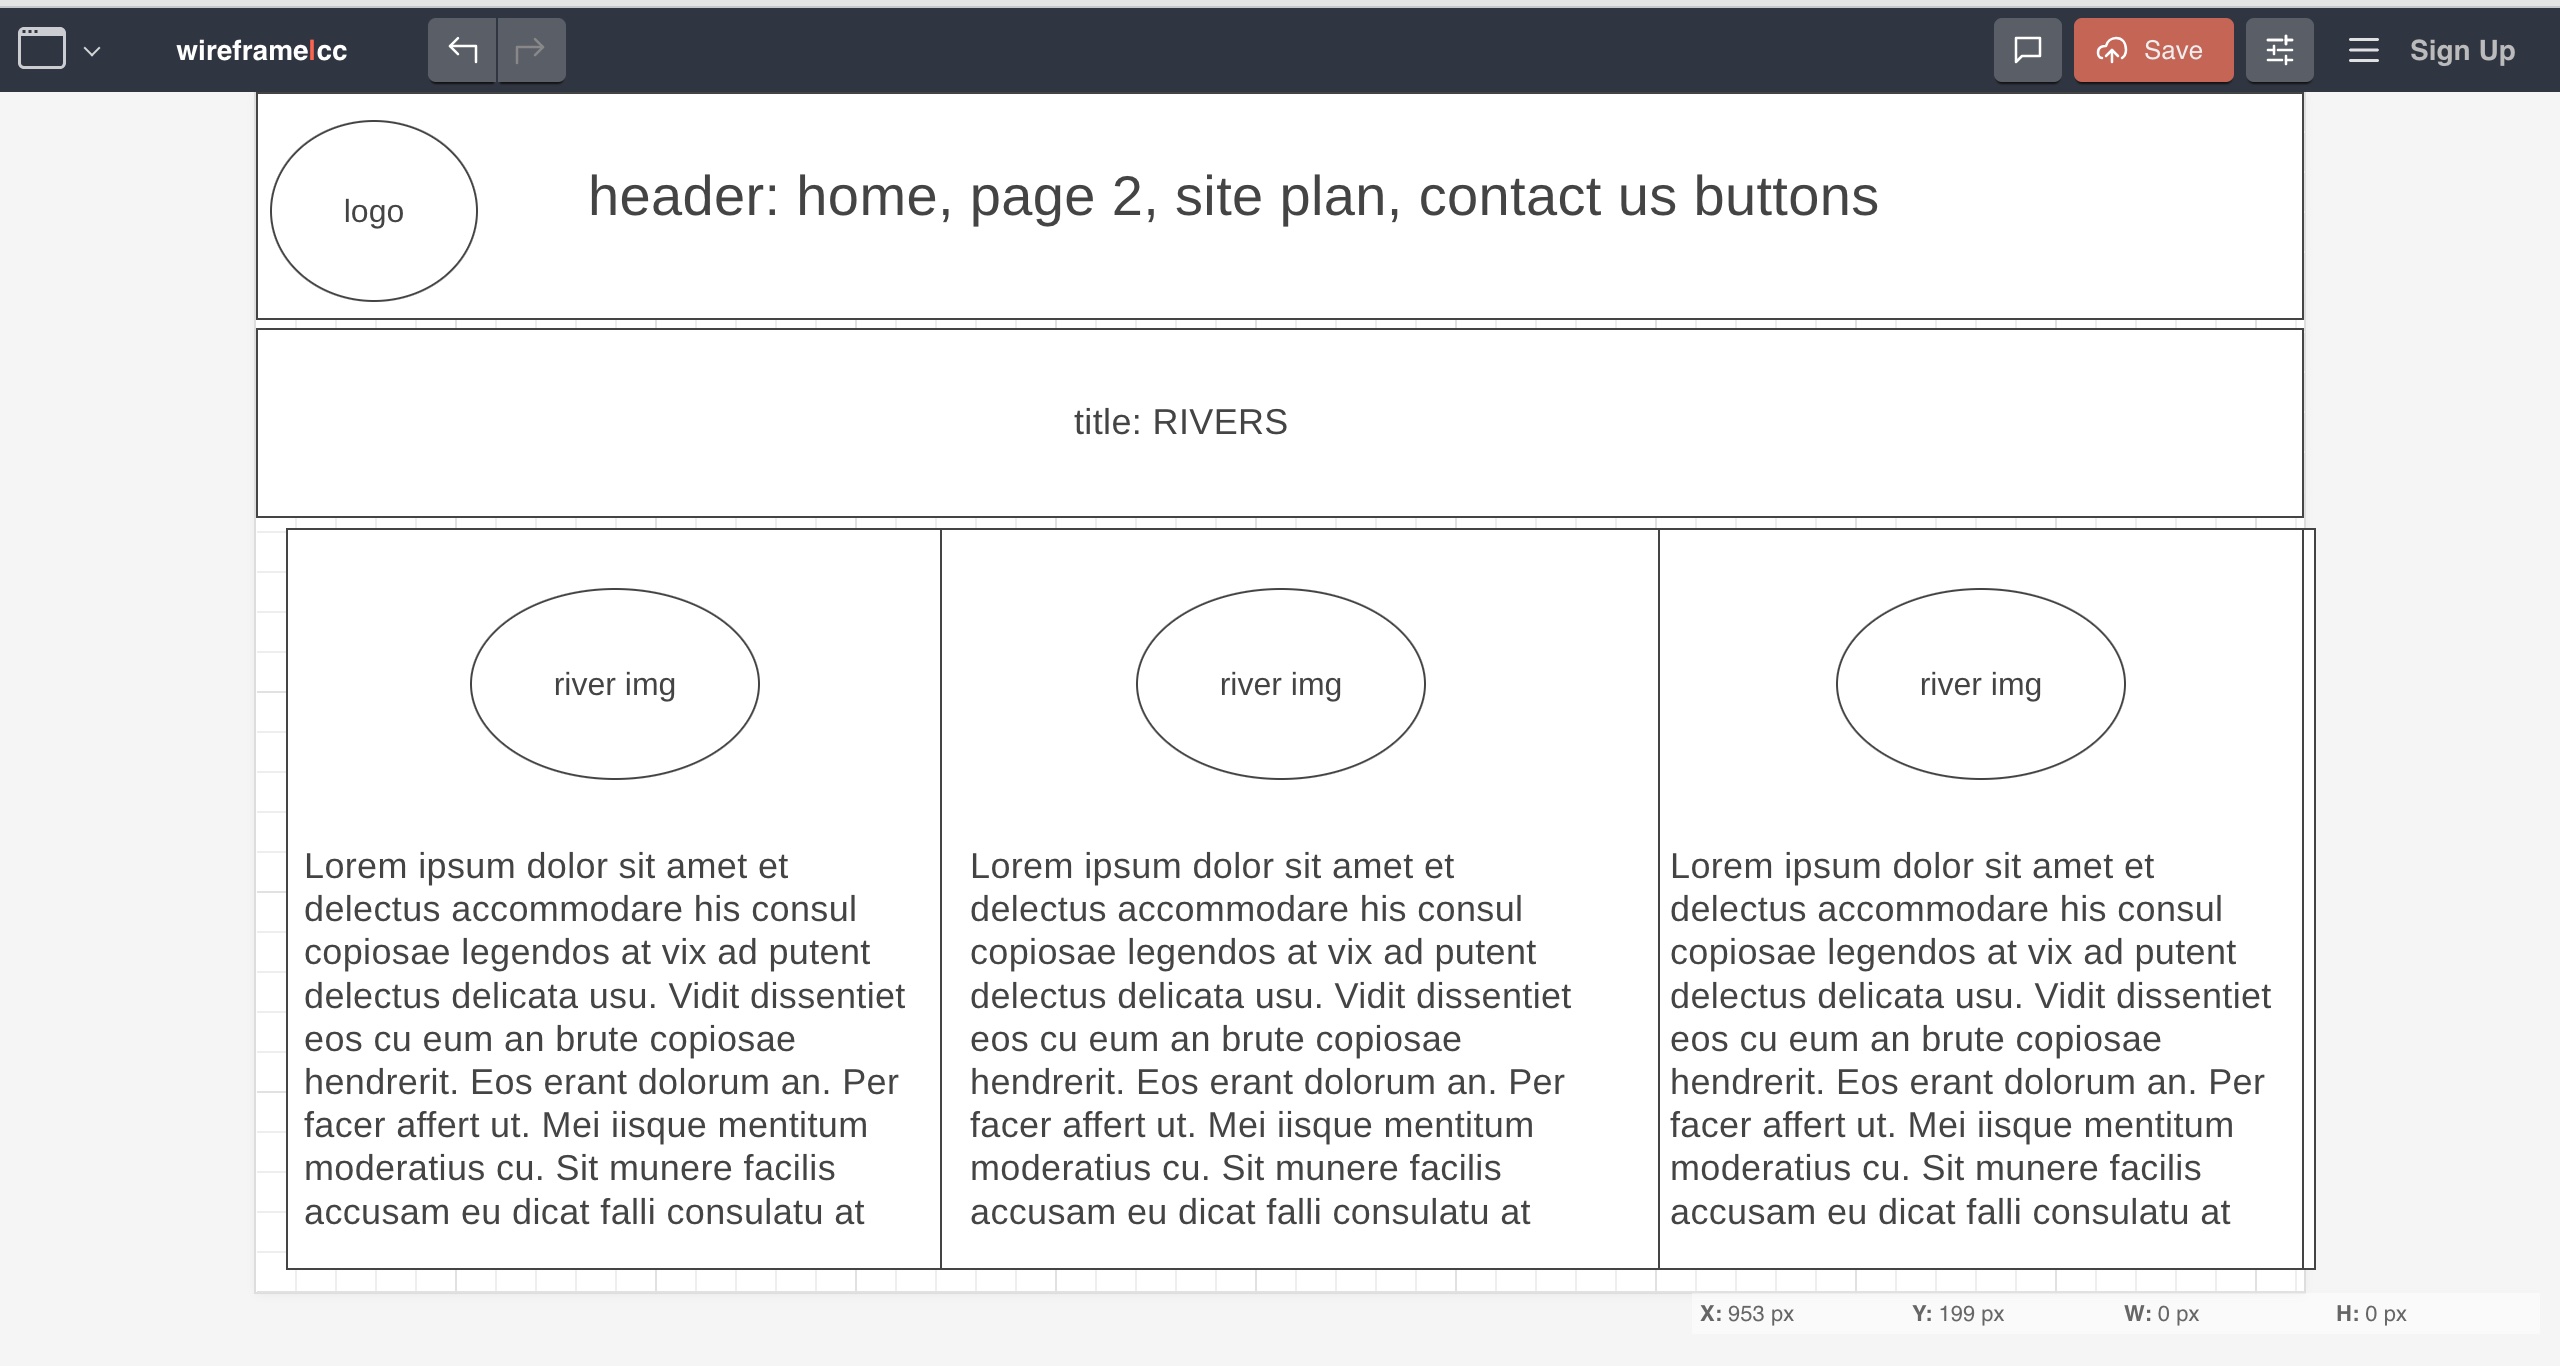 wireframe|cc
Save
Sign Up
logo
header: home, page 2, site plan, contact us buttons
title: RIVERS
river img
Lorem ipsum dolor sit amet et
delectus accommodare his consul
copiosae legendos at vix ad putent
delectus delicata usu. Vidit dissentiet
eos cu eum an brute copiosae
hendrerit. Eos erant dolorum an. Per
facer affert ut. Mei iisque mentitum
moderatius cu. Sit munere facilis
accusam eu dicat falli consulatu at
river img
Lorem ipsum dolor sit amet et
delectus accommodare his consul
copiosae legendos at vix ad putent
delectus delicata usu. Vidit dissentiet
eos cu eum an brute copiosae
hendrerit. Eos erant dolorum an. Per
facer affert ut. Mei iisque mentitum
moderatius cu. Sit munere facilis
accusam eu dicat falli consulatu at
river img
Lorem ipsum dolor sit amet et
delectus accommodare his consul
copiosae legendos at vix ad putent
delectus delicata usu. Vidit dissentiet
eos cu eum an brute copiosae
hendrerit. Eos erant dolorum an. Per
facer affert ut. Mei iisque mentitum
moderatius cu. Sit munere facilis
accusam eu dicat falli consulatu at
X: 953 px Y: 199 px W: 0 px H: 0 px